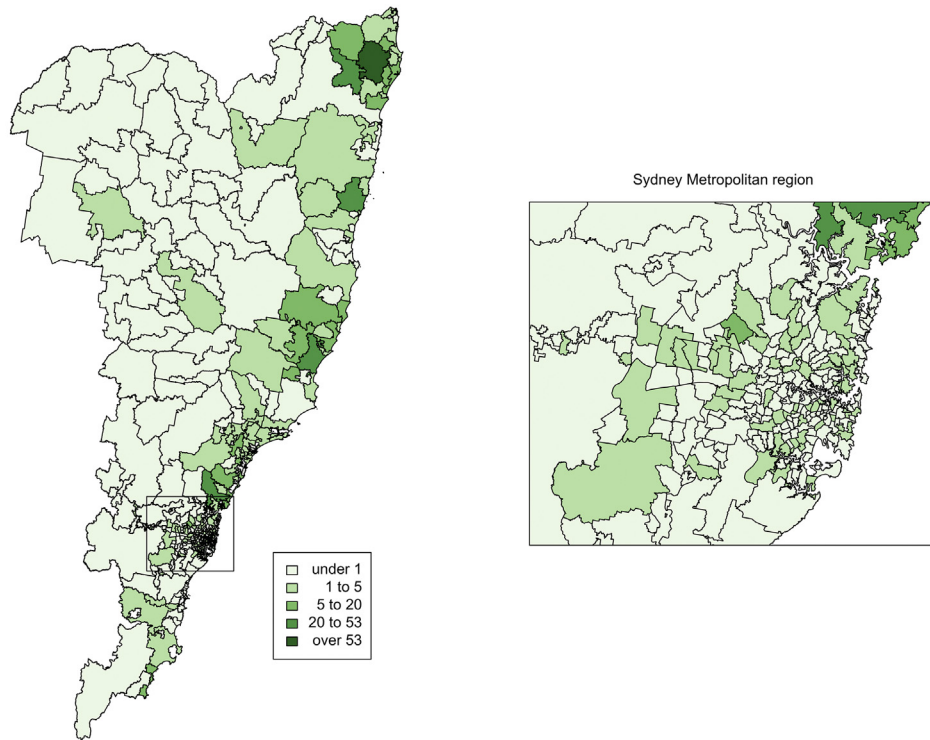 Sydney Metropolitan region
under 1
1 to 5
5 to 20
20 to 53
over 53